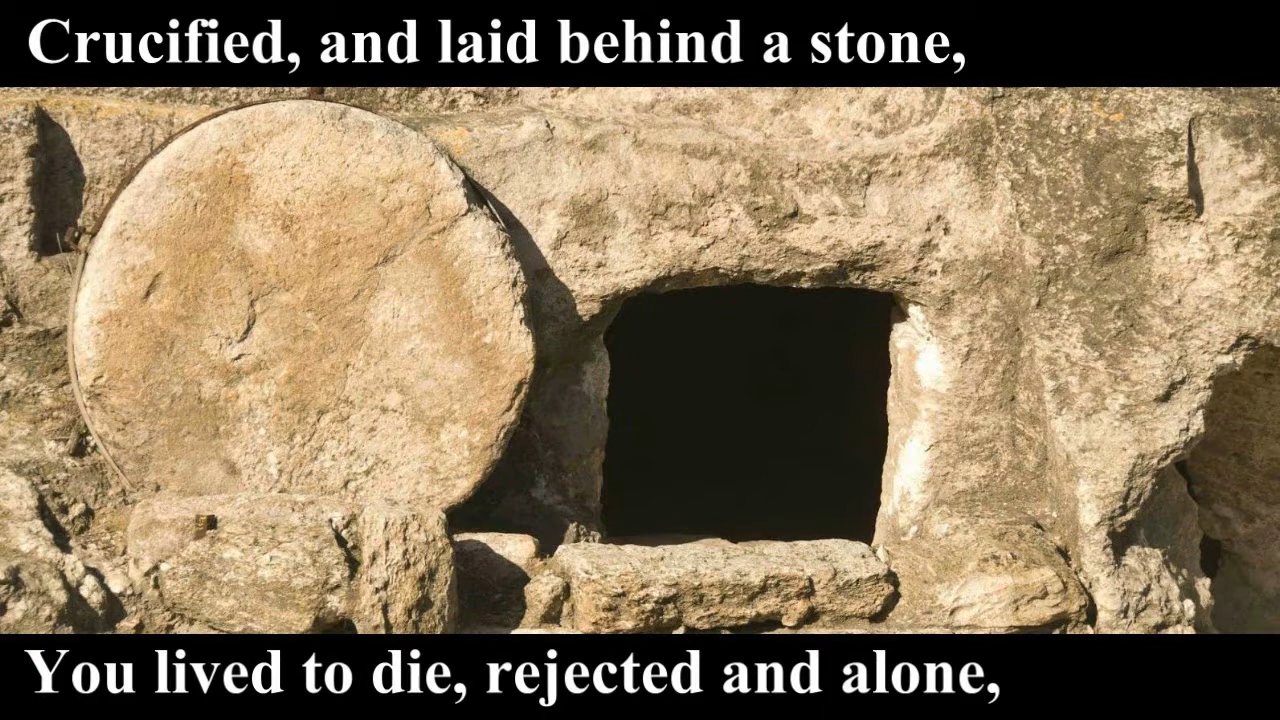 Crucified, and laid behind a stone,
You lived to die, rejected and alone,